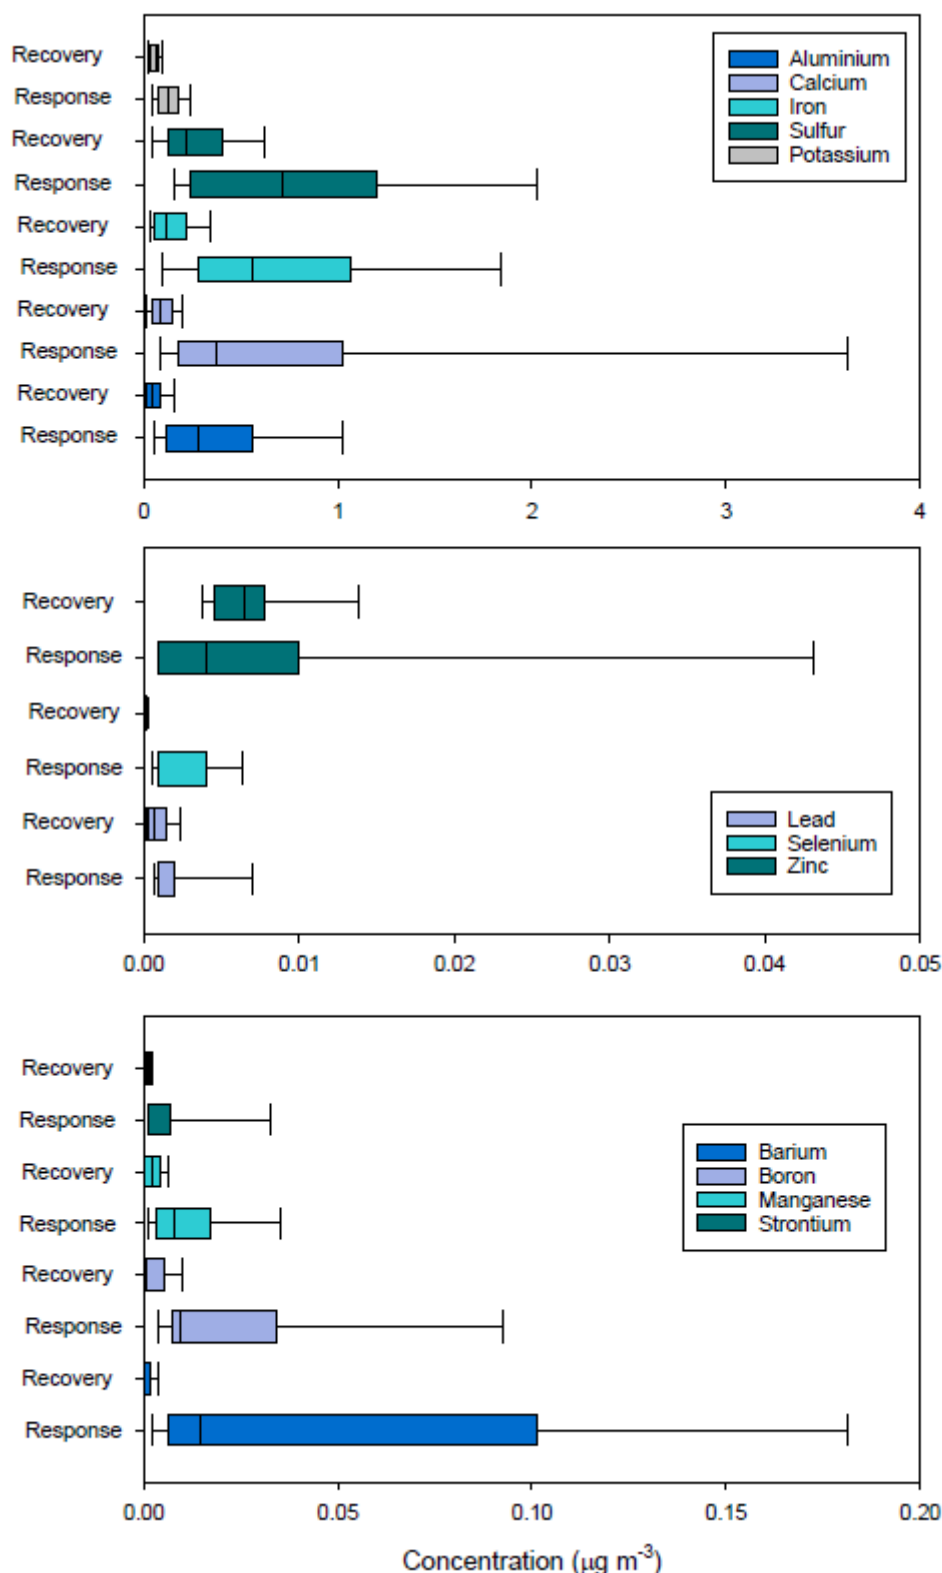 Recovery
Response
Recovery
Response
Recovery
Response
Recovery
Response
Recovery
Response
Aluminium
Calcium
Iron
Sulfur
Potassium
0 1 2 3 4
Recovery
Response
Recovery
Response
Recovery
Response
Lead
Selenium
Zinc
0.00 0.01 0.02 0.03 0.04 0.05
Recovery
Response
Recovery
Response
Recovery
Response
Recovery
Response
Barium
Boron
Manganese
Strontium
0.00 0.05 0.10 0.15 0.20
Concentration (μg m⁻³)